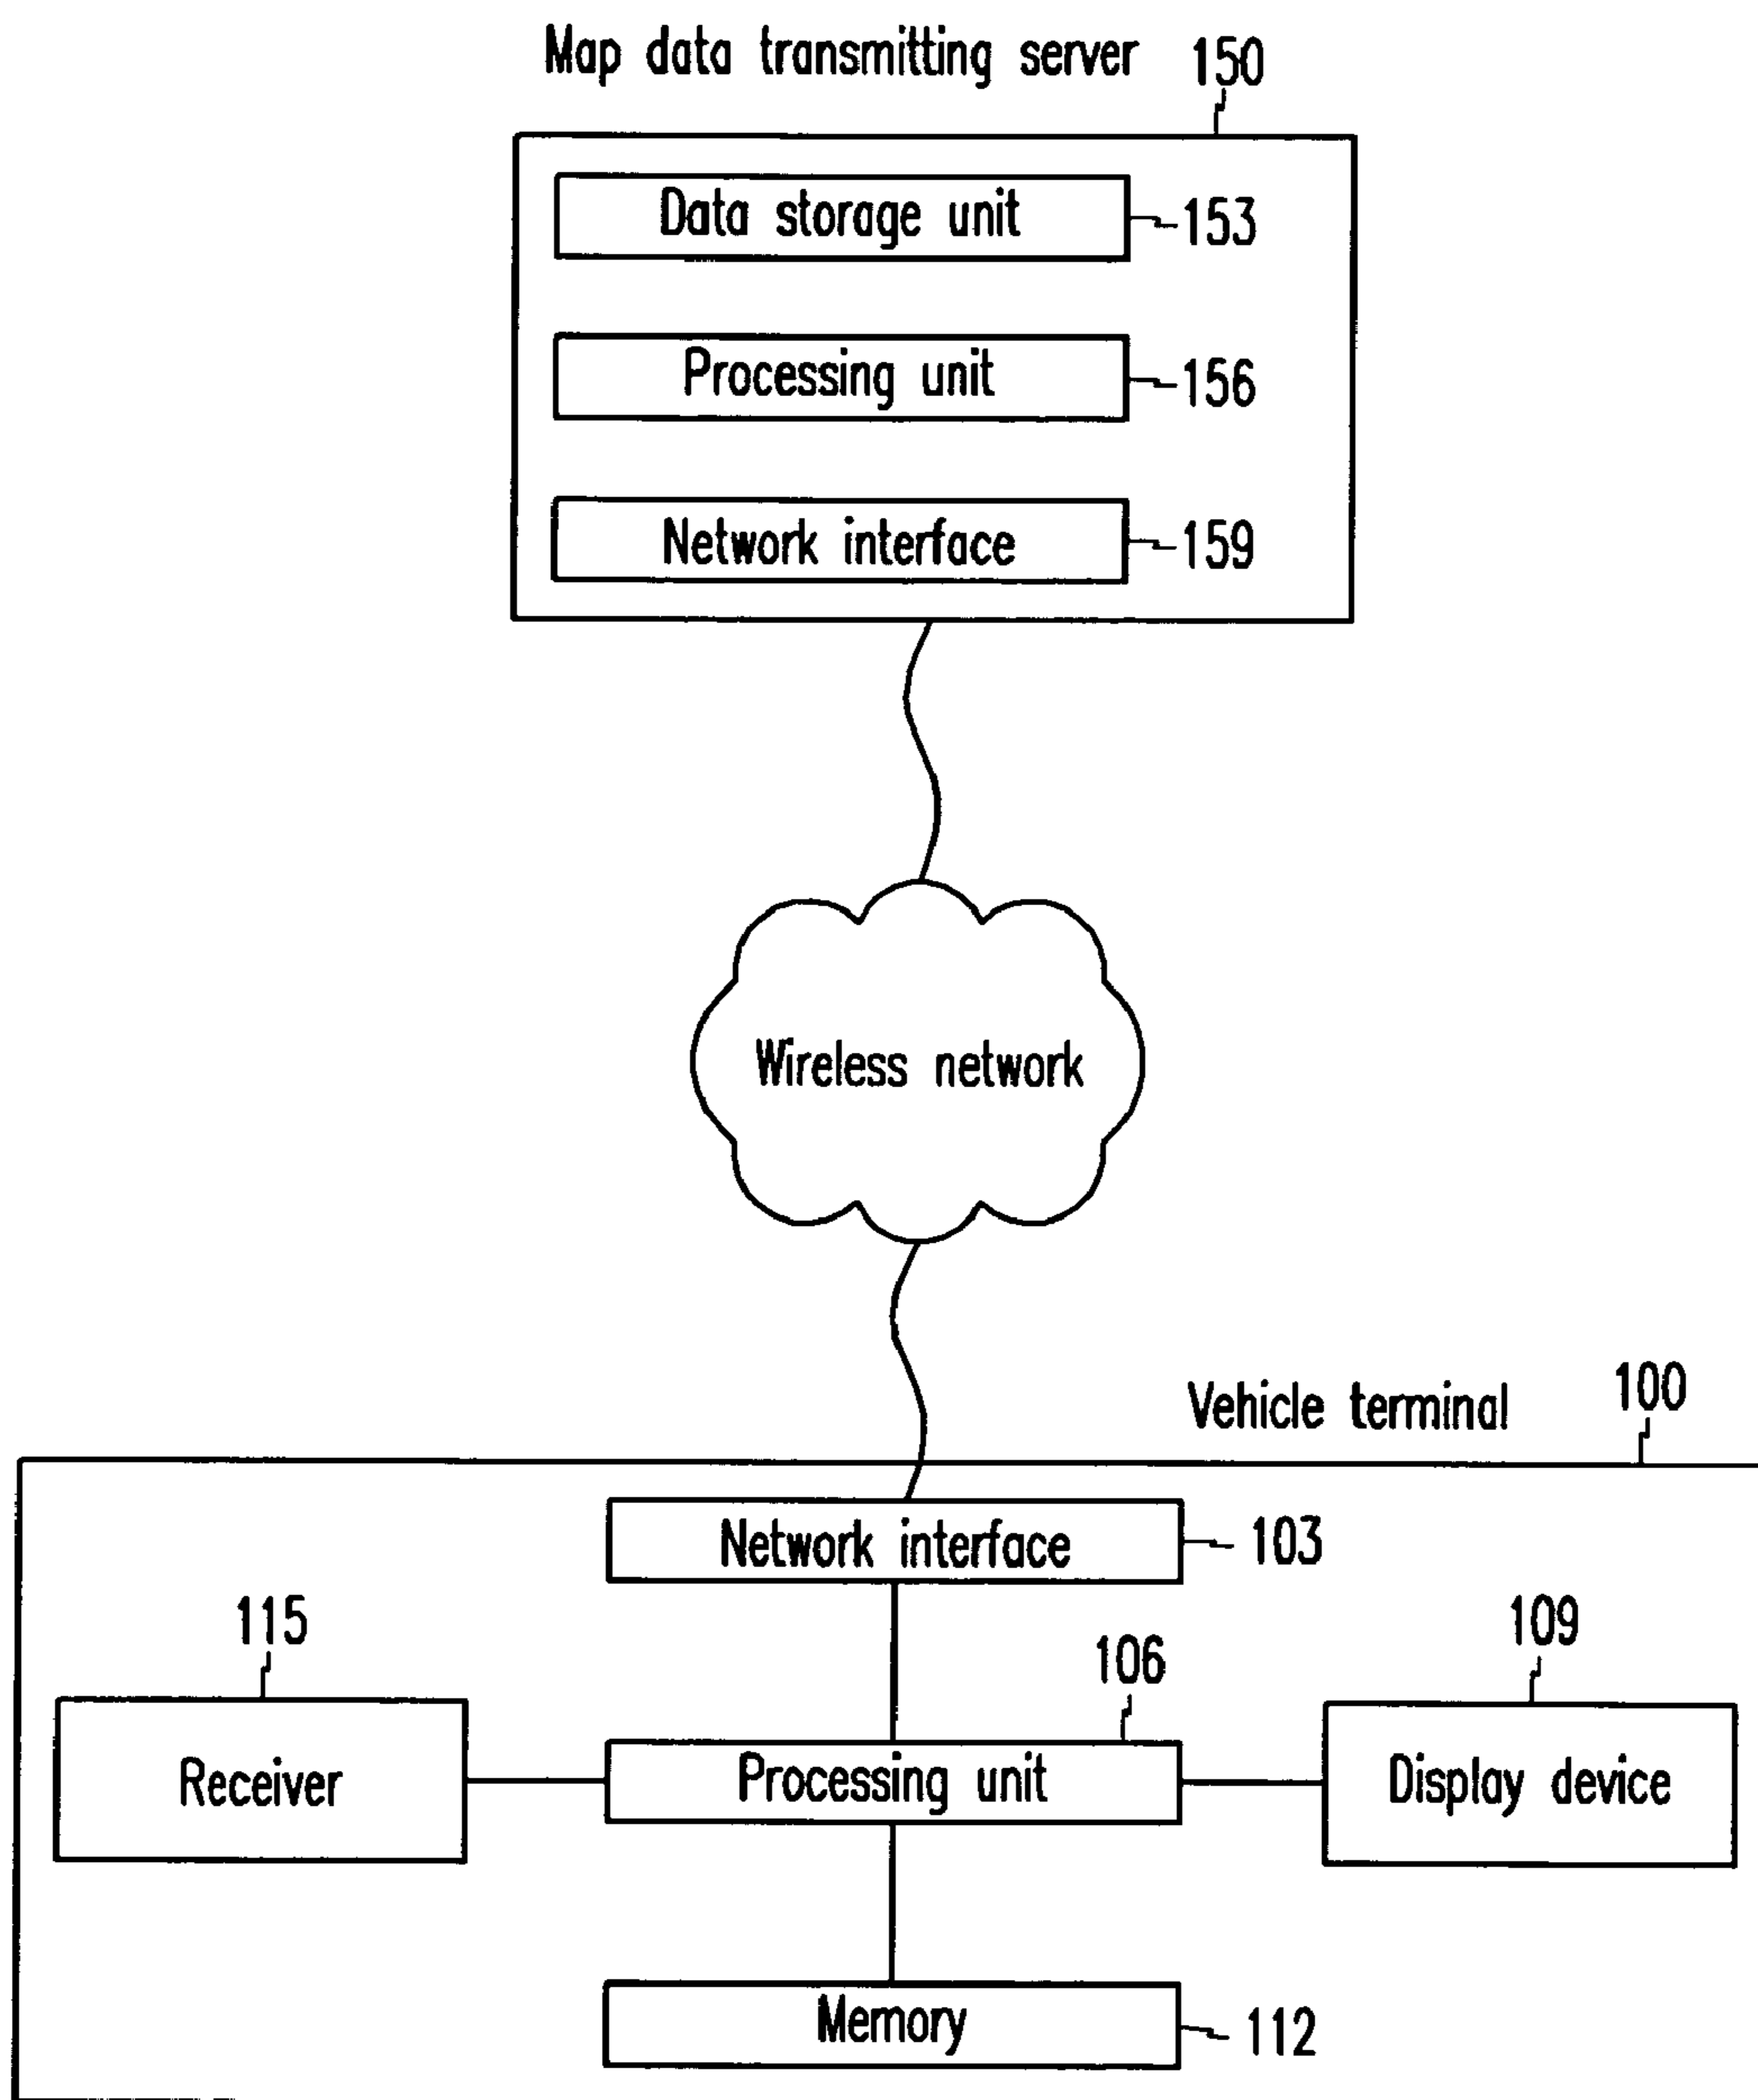 Map data transmitting server 150
Data storage unit 153
Processing unit 156
Network interface 159
Wireless network
Vehicle terminal 100
Network interface 103
115
106
109
Receiver
Processing unit
Display device
Memory 112